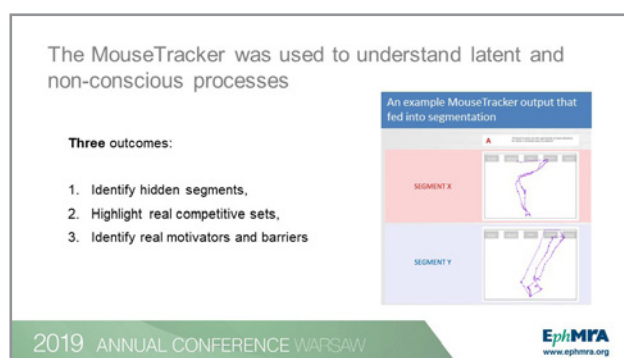 The MouseTracker was used to understand latent and
non-conscious processes
Three outcomes:
1. Identify hidden segments,
2. Highlight real competitive sets,
3. Identify real motivators and barriers
An example MouseTracker output that
fed into segmentation
A
SEGMENT X
SEGMENT Y
2019 ANNUAL CONFERENCE WARSAW
EphMRA
www.ephmra.org